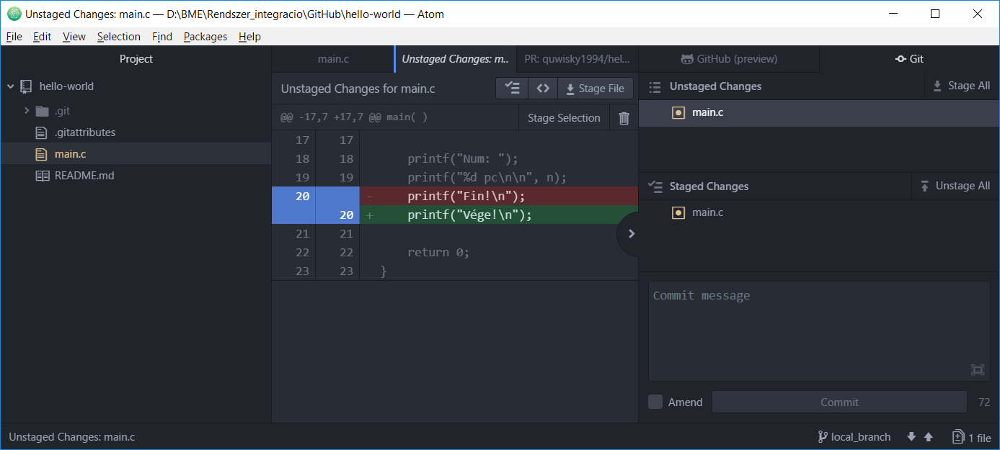 Unstaged Changes: main.c — D:\BME\Rendszer_integracio\GitHub\hello-world — Atom
File Edit View Selection Find Packages Help
Project
hello-world
.git
.gitattributes
main.c
README.md
main.c
Unstaged Changes: m..
PR: quwisky1994/hel...
Unstaged Changes for main.c
Stage File
@@ -17,7 +17,7 @@ main( )
Stage Selection
17 17
18 18 printf("Num: ");
19 19 printf("%d pc\n\n", n);
20 - printf("Fin!\n");
20 + printf("Vége!\n");
21 21
22 22 return 0;
23 23 }
GitHub (preview)
Git
Unstaged Changes
Stage All
main.c
Staged Changes
Unstage All
main.c
Commit message
Amend
Commit
72
Unstaged Changes: main.c
local_branch
1 file